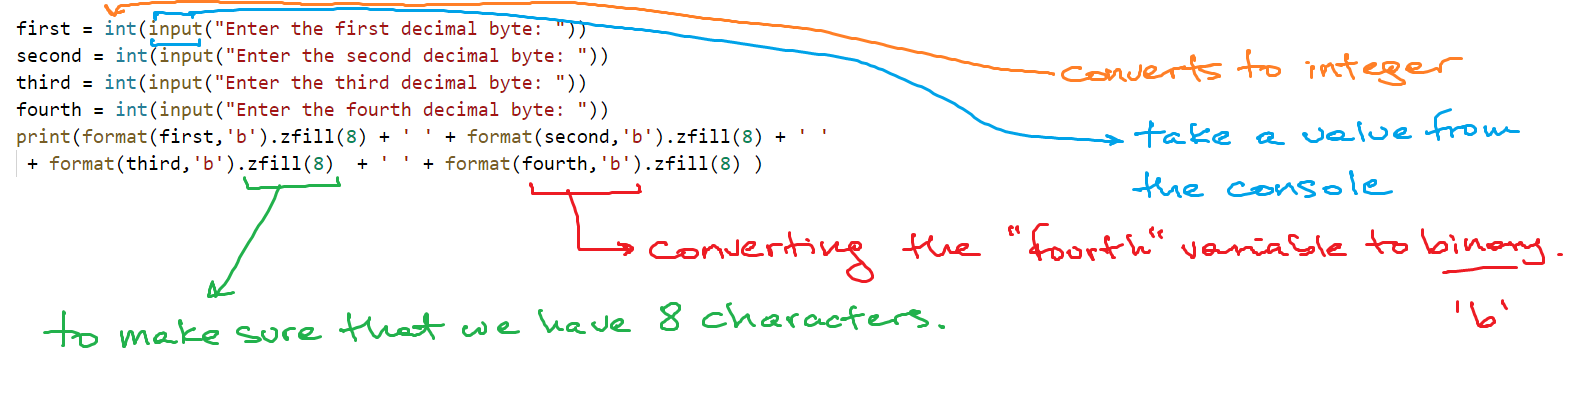 first = int(input("Enter the first decimal byte: "))
second = int(input("Enter the second decimal byte: "))
third = int(input("Enter the third decimal byte: "))
fourth = int(input("Enter the fourth decimal byte: "))
print(format(first,'b').zfill(8) + ' ' + format(second,'b').zfill(8) + ' '
+ format(third,'b').zfill(8)  + ' ' + format(fourth,'b').zfill(8) )
converts to integer
take a value from
the console
converting the "fourth" variable to binary.
'b'
to make sure that we have 8 characters.